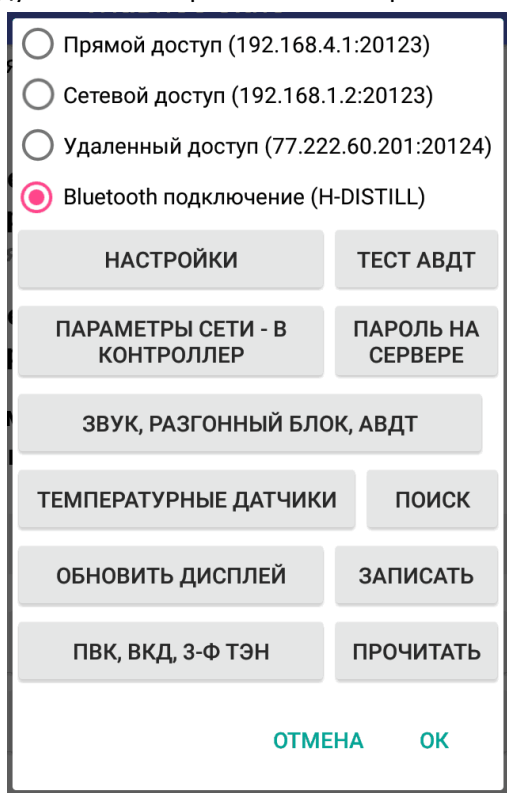 Прямой доступ (192.168.4.1:20123)
Сетевой доступ (192.168.1.2:20123)
Удаленный доступ (77.222.60.201:20124)
Bluetooth подключение (H-DISTILL)
НАСТРОЙКИ
ТЕСТ АВДТ
ПАРАМЕТРЫ СЕТИ - В
КОНТРОЛЛЕР
ПАРОЛЬ НА
СЕРВЕРЕ
ЗВУК, РАЗГОННЫЙ БЛОК, АВДТ
ТЕМПЕРАТУРНЫЕ ДАТЧИКИ
ПОИСК
ОБНОВИТЬ ДИСПЛЕЙ
ЗАПИСАТЬ
ПВК, ВКД, 3-Ф ТЭН
ПРОЧИТАТЬ
ОТМЕНА
ОК